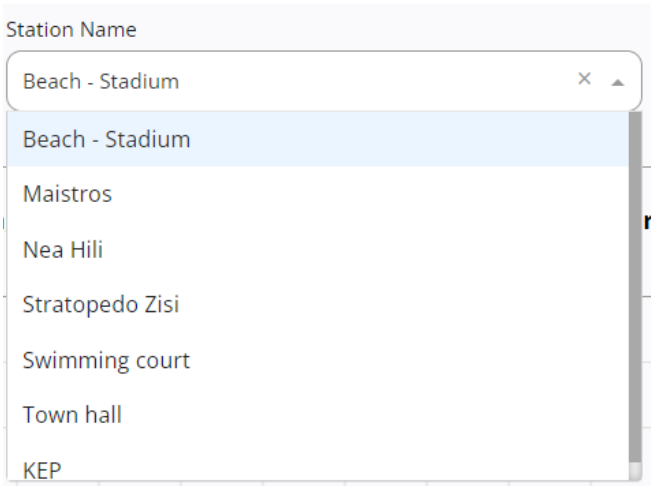 Station Name
Beach - Stadium
Beach - Stadium
Maistros
Nea Hili
Stratopedo Zisi
Swimming court
Town hall
KEP